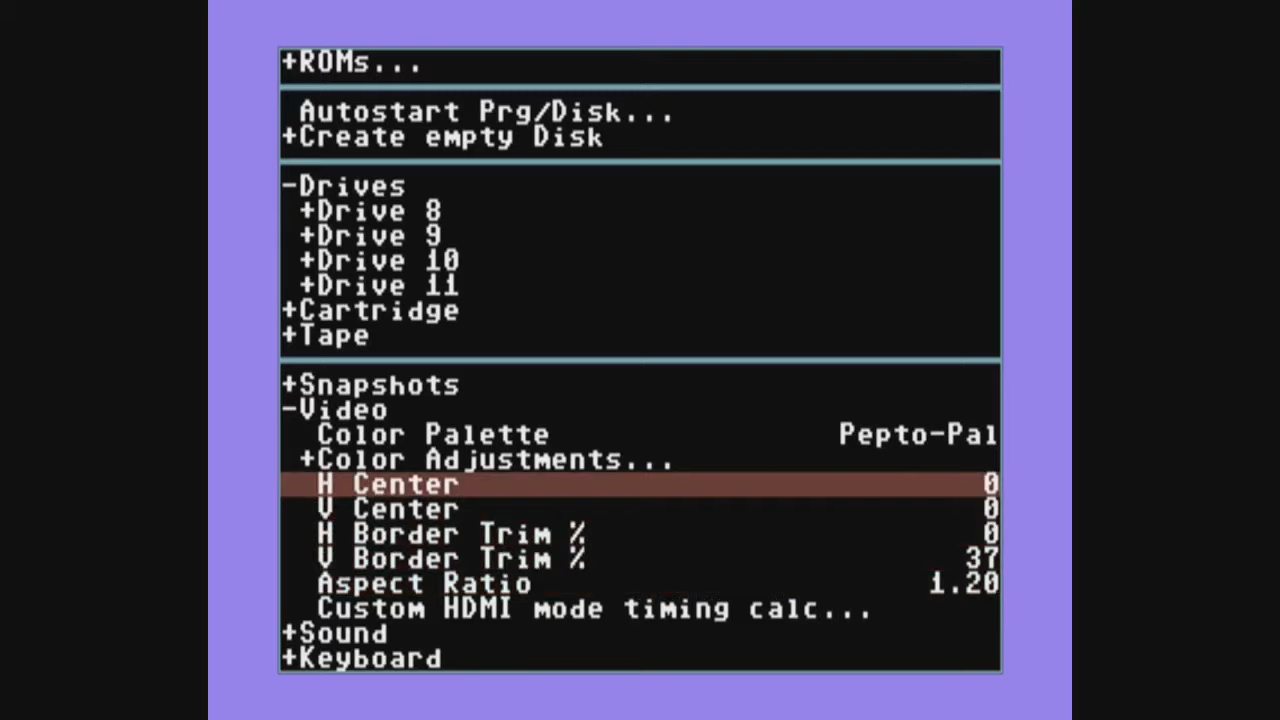 +ROMs...
Autostart Prg/Disk...
+Create empty Disk
-Drives
+Drive 8
+Drive 9
+Drive 10
+Drive 11
+Cartridge
+Tape
+Snapshots
-Video
Color Palette Pepto-Pal
+Color Adjustments...
H Center 0
V Center 0
H Border Trim % 0
V Border Trim % 37
Aspect Ratio 1.20
Custom HDMI mode timing calc...
+Sound
+Keyboard